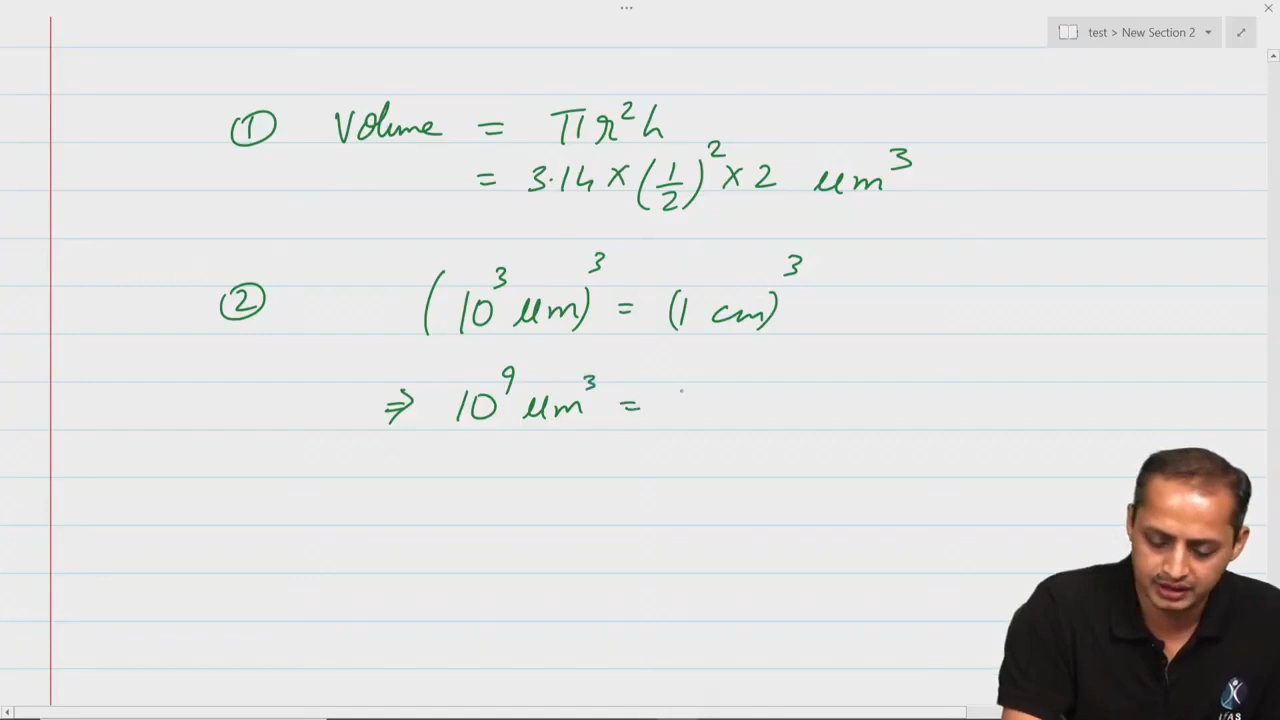 test > New Section 2
① Volume = πr²h
= 3.14 × (1/2)² × 2 μm³
② (10³ μm)³ = (1 cm)³
⇒ 10⁹ μm³ =
IFAS